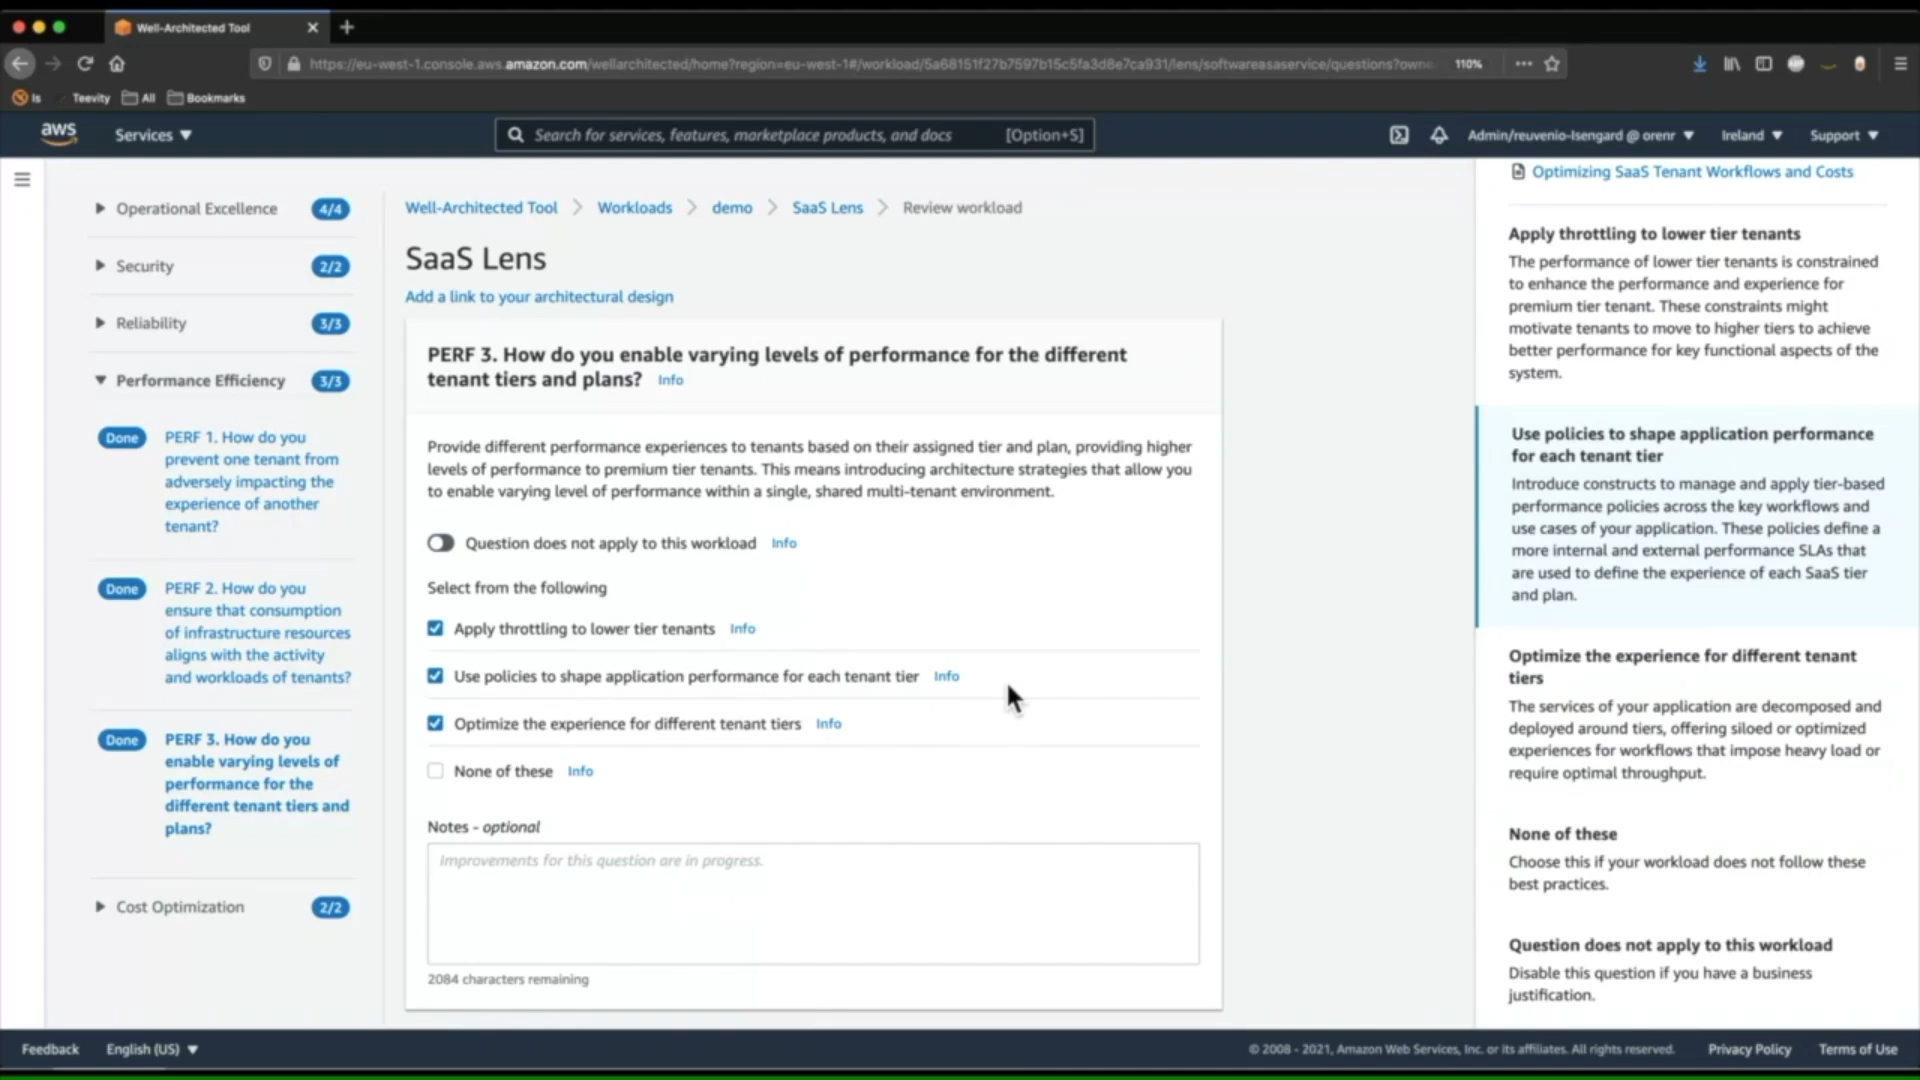 Well-Architected Tool
https://eu-west-1.console.aws.amazon.com/wellarchitected/home?region=eu-west-1#/workload/5a68151f27b7597b15c5fa3d8e7ca931/lens/softwareasaservice/questions?owne
110%
Is
Teevity
All
Bookmarks
aws
Services
Search for services, features, marketplace products, and docs
[Option+S]
Admin/reuvenio-Isengard @ orenr
Ireland
Support
Operational Excellence
4/4
Security
2/2
Reliability
3/3
Performance Efficiency
3/3
Done
PERF 1. How do you
prevent one tenant from
adversely impacting the
experience of another
tenant?
Done
PERF 2. How do you
ensure that consumption
of infrastructure resources
aligns with the activity
and workloads of tenants?
Done
PERF 3. How do you
enable varying levels of
performance for the
different tenant tiers and
plans?
Cost Optimization
2/2
Well-Architected Tool
Workloads
demo
SaaS Lens
Review workload
SaaS Lens
Add a link to your architectural design
PERF 3. How do you enable varying levels of performance for the different
tenant tiers and plans? Info
Provide different performance experiences to tenants based on their assigned tier and plan, providing higher
levels of performance to premium tier tenants. This means introducing architecture strategies that allow you
to enable varying level of performance within a single, shared multi-tenant environment.
Question does not apply to this workload Info
Select from the following
Apply throttling to lower tier tenants Info
Use policies to shape application performance for each tenant tier Info
Optimize the experience for different tenant tiers Info
None of these Info
Notes - optional
Improvements for this question are in progress.
2084 characters remaining
Optimizing SaaS Tenant Workflows and Costs
Apply throttling to lower tier tenants
The performance of lower tier tenants is constrained
to enhance the performance and experience for
premium tier tenant. These constraints might
motivate tenants to move to higher tiers to achieve
better performance for key functional aspects of the
system.
Use policies to shape application performance
for each tenant tier
Introduce constructs to manage and apply tier-based
performance policies across the key workflows and
use cases of your application. These policies define a
more internal and external performance SLAs that
are used to define the experience of each SaaS tier
and plan.
Optimize the experience for different tenant
tiers
The services of your application are decomposed and
deployed around tiers, offering siloed or optimized
experiences for workflows that impose heavy load or
require optimal throughput.
None of these
Choose this if your workload does not follow these
best practices.
Question does not apply to this workload
Disable this question if you have a business
justification.
Feedback
English (US)
© 2008 - 2021, Amazon Web Services, Inc. or its affiliates. All rights reserved.
Privacy Policy
Terms of Use